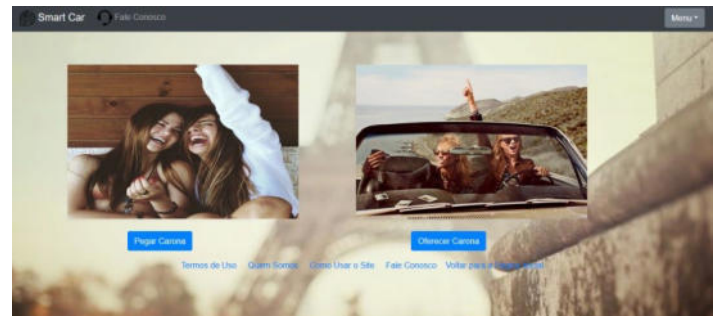 Smart Car Fale Conosco Menu
Pegar Carona Oferecer Carona
Termos de Uso Quem Somos Como Usar o Site Fale Conosco Voltar para a